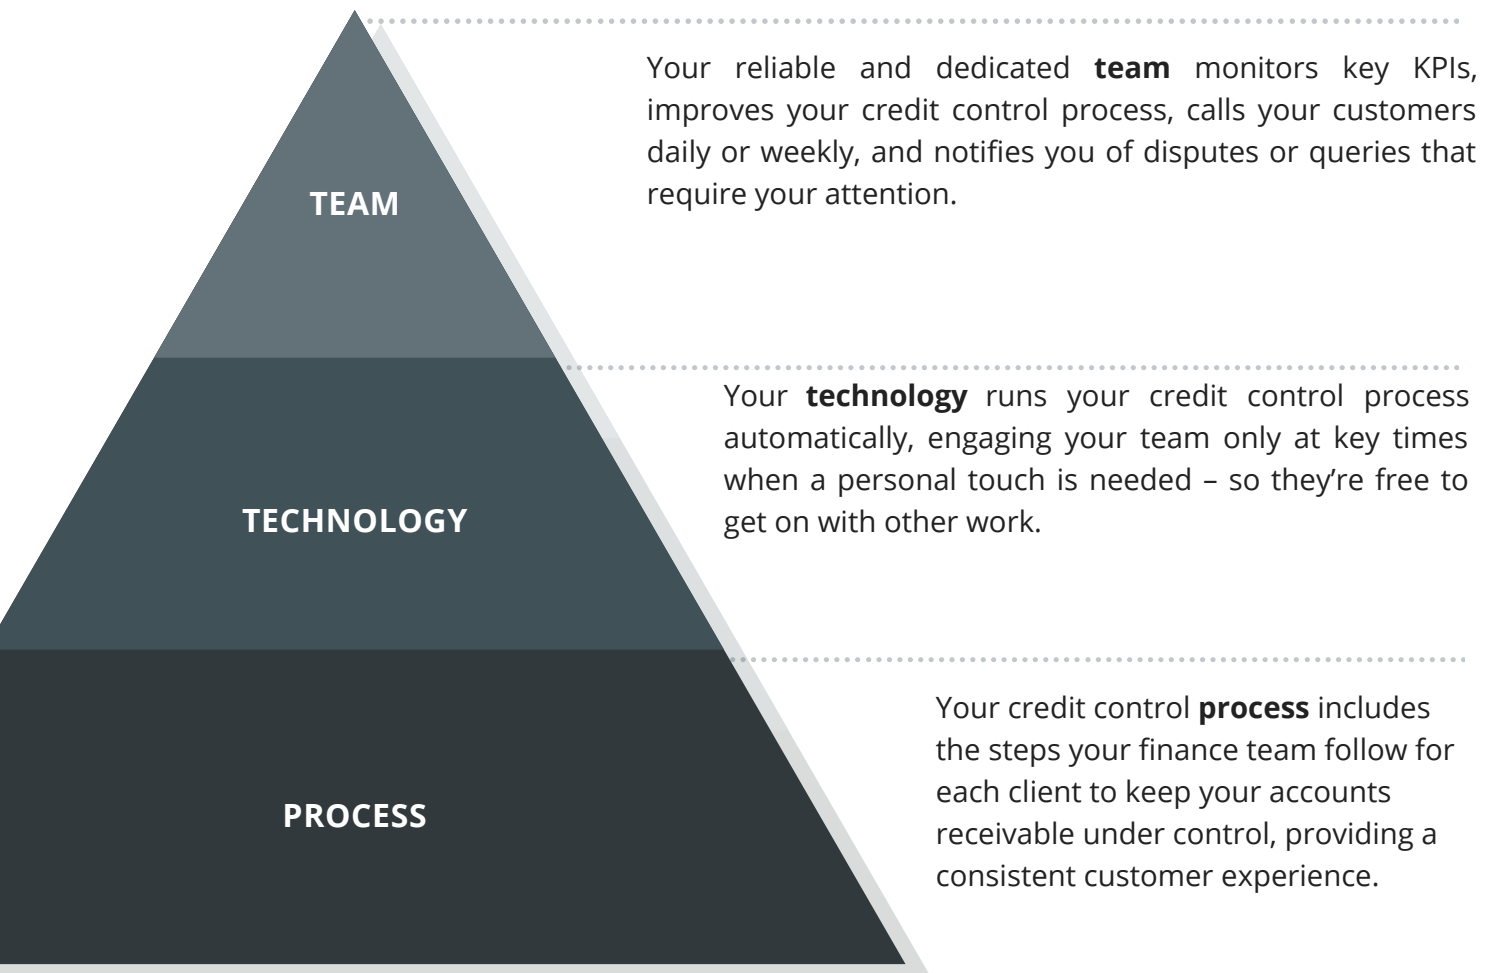 TEAM
Your reliable and dedicated team monitors key KPIs,
improves your credit control process, calls your customers
daily or weekly, and notifies you of disputes or queries that
require your attention.
TECHNOLOGY
Your technology runs your credit control process
automatically, engaging your team only at key times
when a personal touch is needed – so they’re free to
get on with other work.
PROCESS
Your credit control process includes
the steps your finance team follow for
each client to keep your accounts
receivable under control, providing a
consistent customer experience.